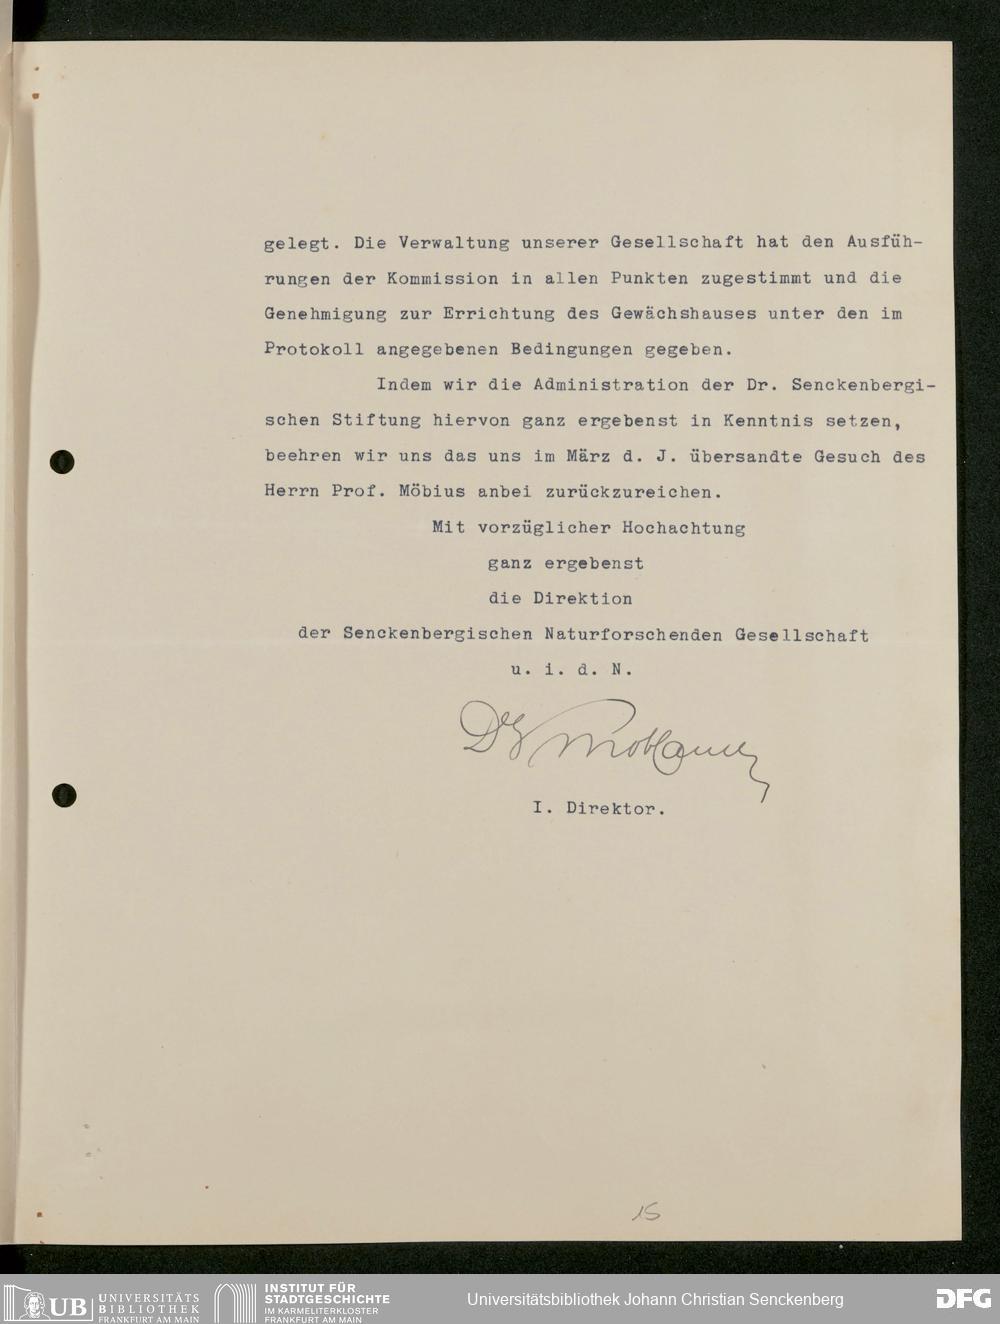 gelegt. Die Verwaltung unserer Gesellschaft hat den Ausfüh-
rungen der Kommission in allen Punkten zugestimmt und die
Genehmigung zur Errichtung des Gewächshauses unter den im
Protokoll angegebenen Bedingungen gegeben.
Indem wir die Administration der Dr. Senckenbergi-
schen Stiftung hiervon ganz ergebenst in Kenntnis setzen,
beehren wir uns das uns im März d. J. übersandte Gesuch des
Herrn Prof. Möbius anbei zurückzureichen.
Mit vorzüglicher Hochachtung
ganz ergebenst
die Direktion
der Senckenbergischen Naturforschenden Gesellschaft
u. i. d. N.
I. Direktor.
15
UB UNIVERSITÄTS
BIBLIOTHEK
FRANKFURT AM MAIN
INSTITUT FÜR
STADTGESCHICHTE
IM KARMELITERKLOSTER
FRANKFURT AM MAIN
Universitätsbibliothek Johann Christian Senckenberg
DFG